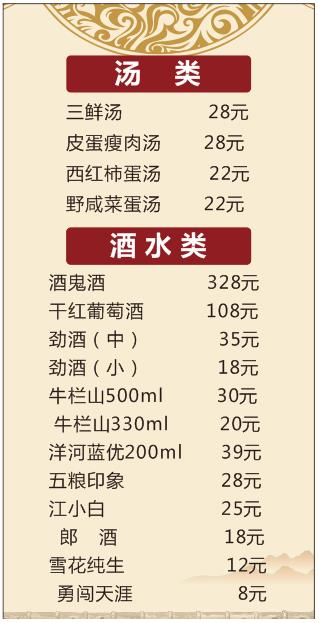 汤 类
三鲜汤 28元
皮蛋瘦肉汤 28元
西红柿蛋汤 22元
野咸菜蛋汤 22元
酒水类
酒鬼酒 328元
干红葡萄酒 108元
劲酒（中） 35元
劲酒（小） 18元
牛栏山500ml 30元
牛栏山330ml 20元
洋河蓝优200ml 39元
五粮印象 28元
江小白 25元
郎 酒 18元
雪花纯生 12元
勇闯天涯 8元